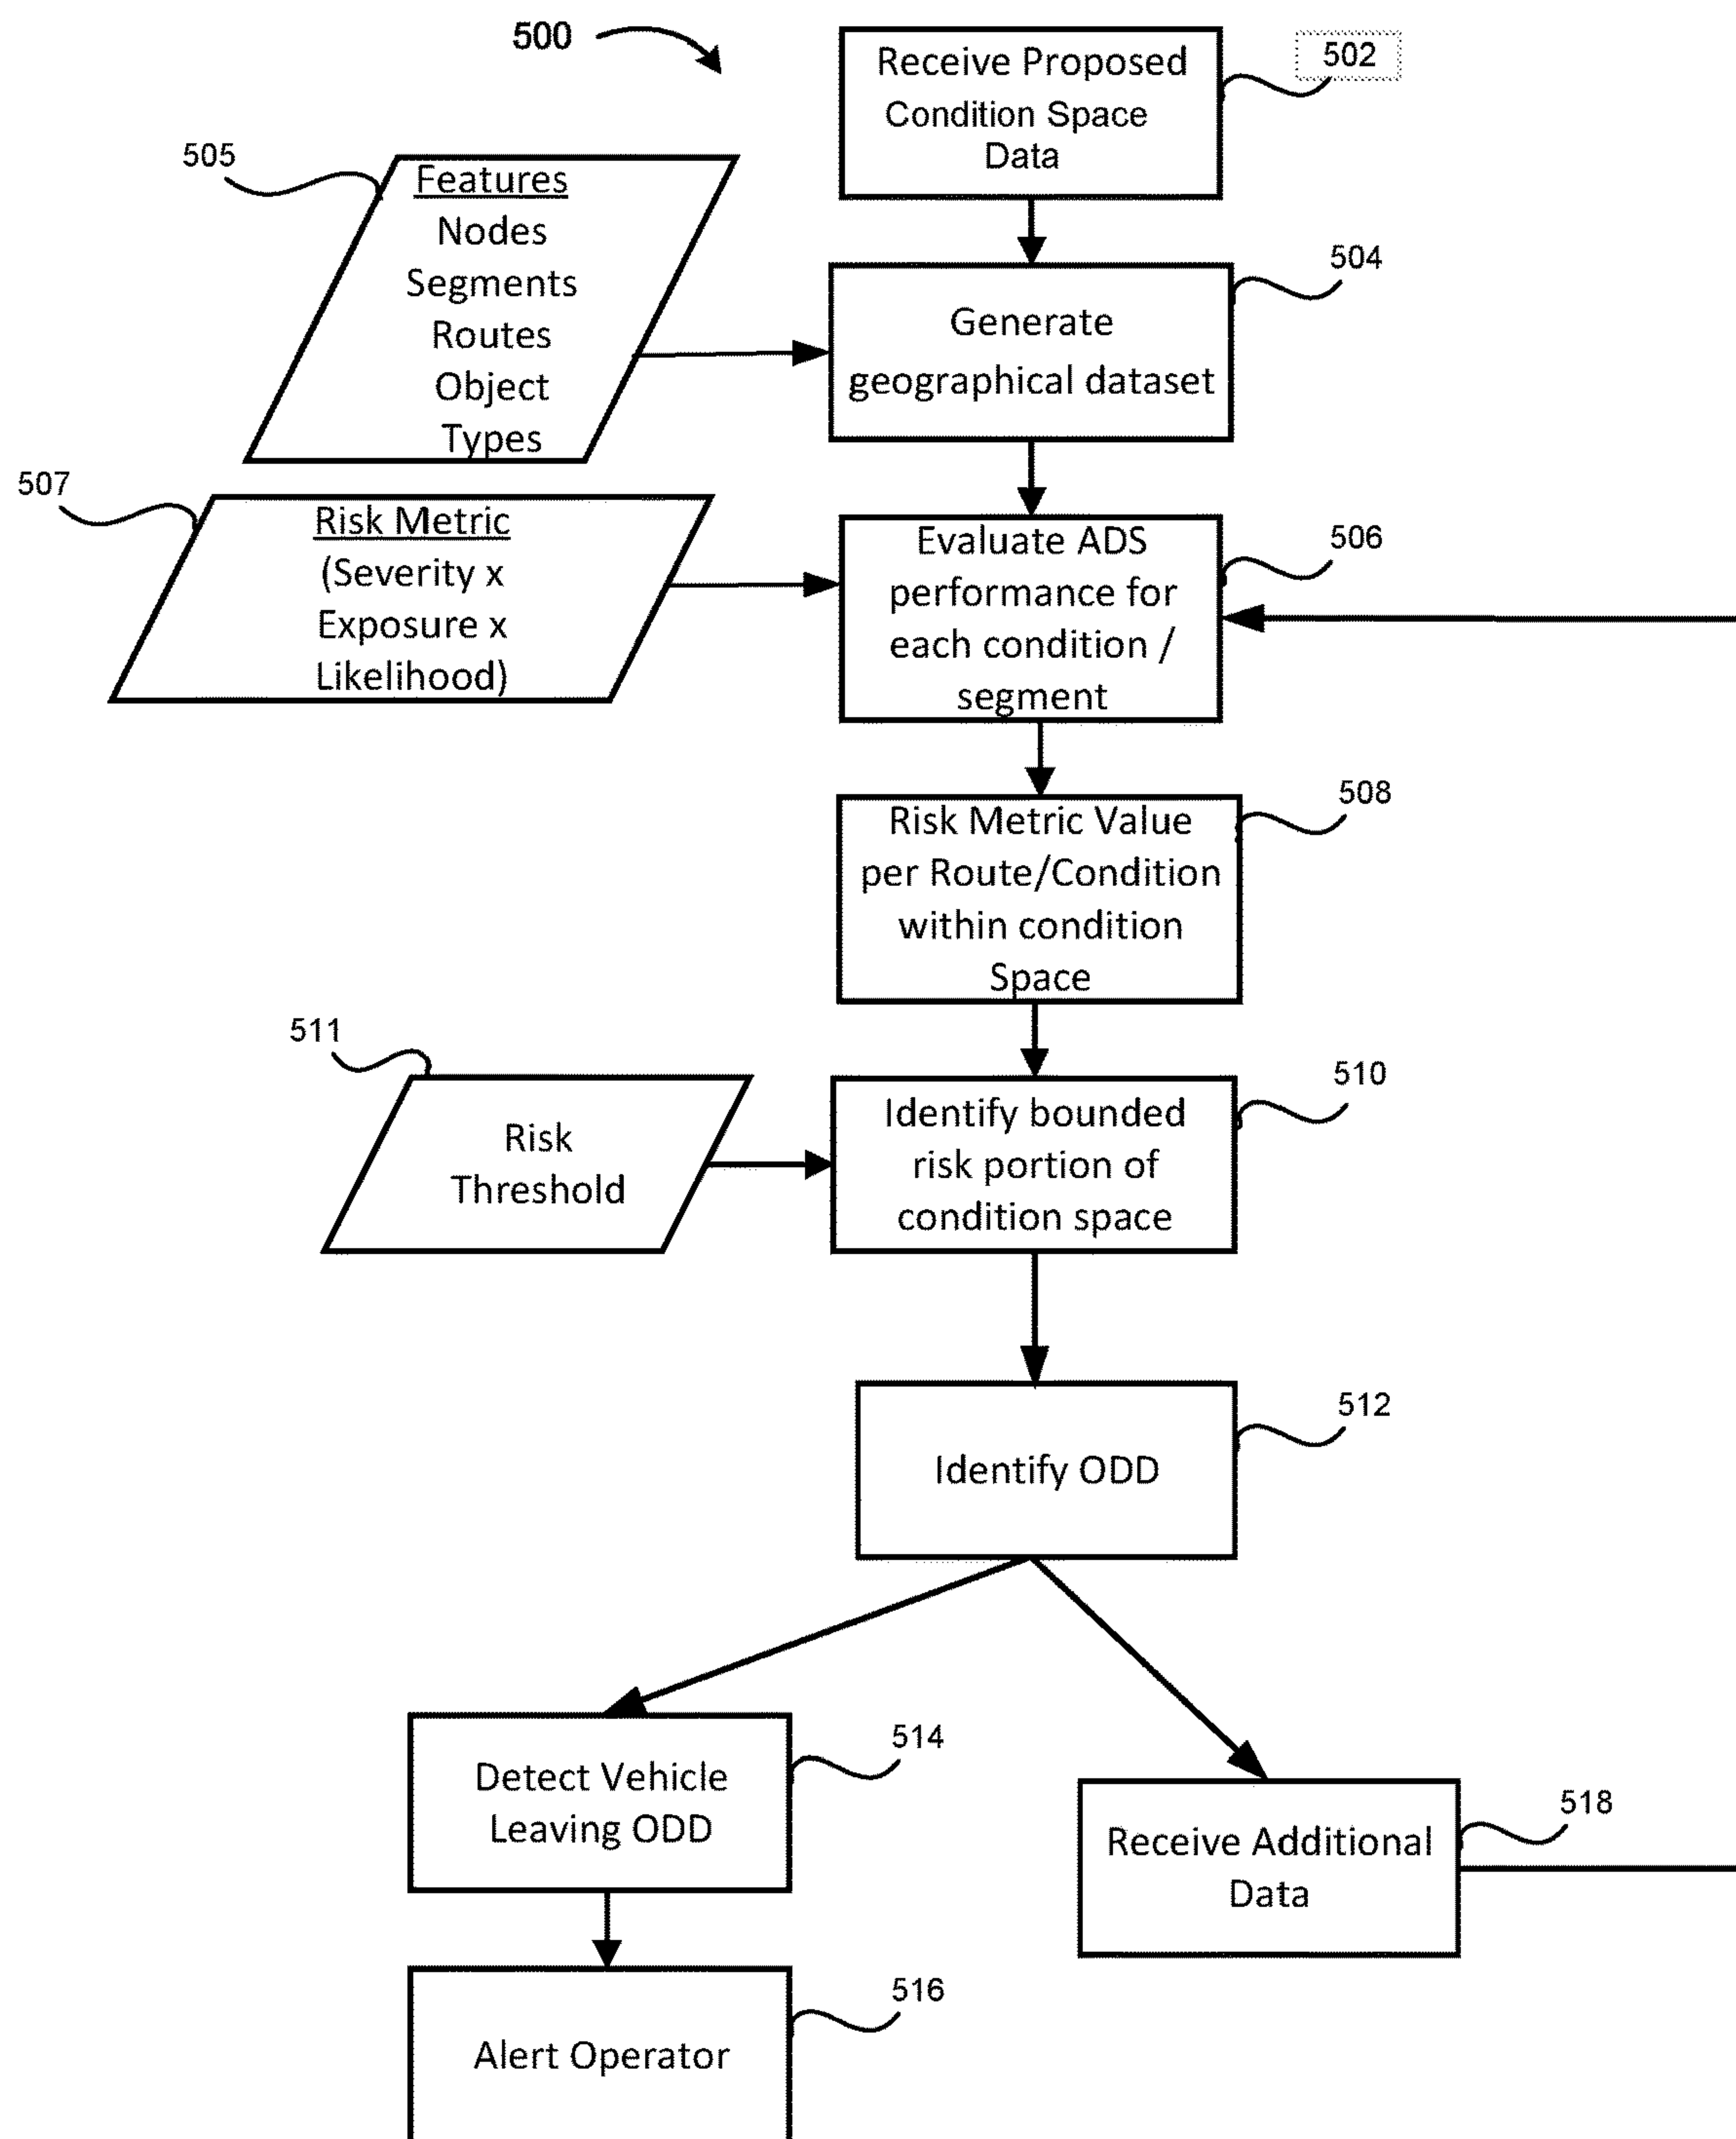 500
502
Receive Proposed
Condition Space
Data
505
Features
Nodes
Segments
Routes
Object
Types
504
Generate
geographical dataset
507
Risk Metric
(Severity x
Exposure x
Likelihood)
506
Evaluate ADS
performance for
each condition /
segment
508
Risk Metric Value
per Route/Condition
within condition
Space
511
Risk
Threshold
510
Identify bounded
risk portion of
condition space
512
Identify ODD
514
Detect Vehicle
Leaving ODD
518
Receive Additional
Data
516
Alert Operator